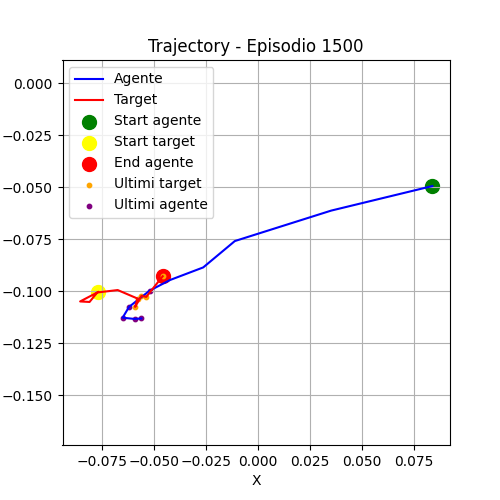 Trajectory - Episodio 1500
0.000
−0.025
−0.050
−0.075
−0.100
−0.125
−0.150
Agente
Target
Start agente
Start target
End agente
Ultimi target
Ultimi agente
−0.075 −0.050 −0.025 0.000 0.025 0.050 0.075
X